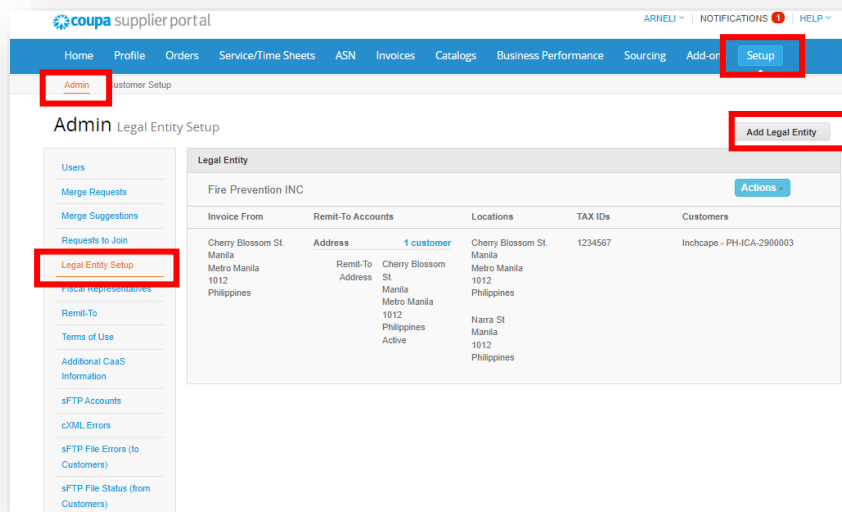 coupa supplier portal
ARNELI NOTIFICATIONS 1 HELP
Home Profile Orders Service/Time Sheets ASN Invoices Catalogs Business Performance Sourcing Add-on Setup
Admin Customer Setup
Admin Legal Entity Setup
Add Legal Entity
Users
Merge Requests
Merge Suggestions
Requests to Join
Legal Entity Setup
Fiscal Representatives
Remit-To
Terms of Use
Additional CaaS
Information
sFTP Accounts
cXML Errors
sFTP File Errors (to
Customers)
sFTP File Status (from
Customers)
Legal Entity
Fire Prevention INC
Actions
Invoice From Remit-To Accounts Locations TAX IDs Customers
Cherry Blossom St.
Manila
Metro Manila
1012
Philippines
Address 1 customer
Remit-To Address
Cherry Blossom
St.
Manila
Metro Manila
1012
Philippines
Active
Cherry Blossom St.
Manila
Metro Manila
1012
Philippines
Narra St
Manila
1012
Philippines
1234567
Inchcape - PH-ICA-2900003